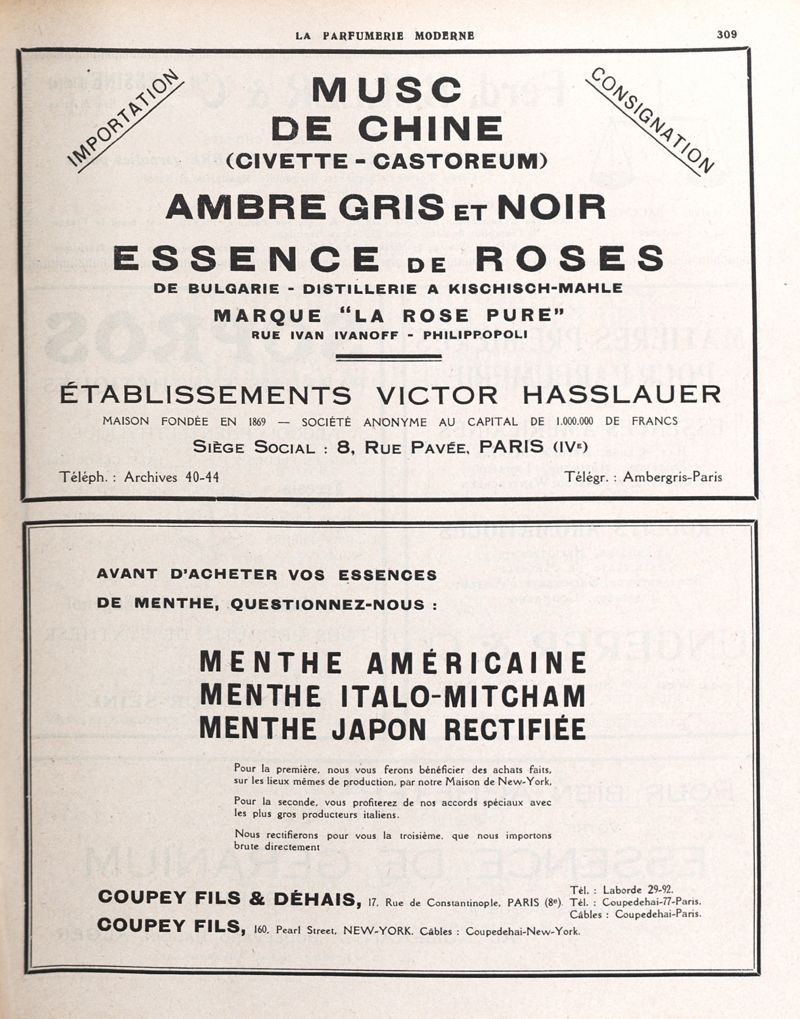 LA PARFUMERIE MODERNE 309
IMPORTATION
CONSIGNATION
MUSC
DE CHINE
(CIVETTE - CASTOREUM)
AMBRE GRIS ET NOIR
ESSENCE DE ROSES
DE BULGARIE - DISTILLERIE A KISCHISCH-MAHLE
MARQUE "LA ROSE PURE"
RUE IVAN IVANOFF - PHILIPPOPOLI
ÉTABLISSEMENTS VICTOR HASSLAUER
MAISON FONDÉE EN 1869 — SOCIÉTÉ ANONYME AU CAPITAL DE 1.000.000 DE FRANCS
SIÈGE SOCIAL : 8, RUE PAVÉE, PARIS (IVE)
Téléph. : Archives 40-44 Télégr. : Ambergris-Paris
AVANT D'ACHETER VOS ESSENCES
DE MENTHE, QUESTIONNEZ-NOUS :
MENTHE AMÉRICAINE
MENTHE ITALO-MITCHAM
MENTHE JAPON RECTIFIÉE
Pour la première, nous vous ferons bénéficier des achats faits,
sur les lieux mêmes de production, par notre Maison de New-York,
Pour la seconde, vous profiterez de nos accords spéciaux avec
les plus gros producteurs italiens.
Nous rectifierons pour vous la troisième, que nous importons
brute directement
COUPEY FILS & DÉHAIS, 17, Rue de Constantinople, PARIS (8e).
Tél. : Laborde 29-92.
Tél. : Coupedehai-77-Paris.
Câbles : Coupedehai-Paris.
COUPEY FILS, 160, Pearl Street, NEW-YORK. Câbles : Coupedehai-New-York.